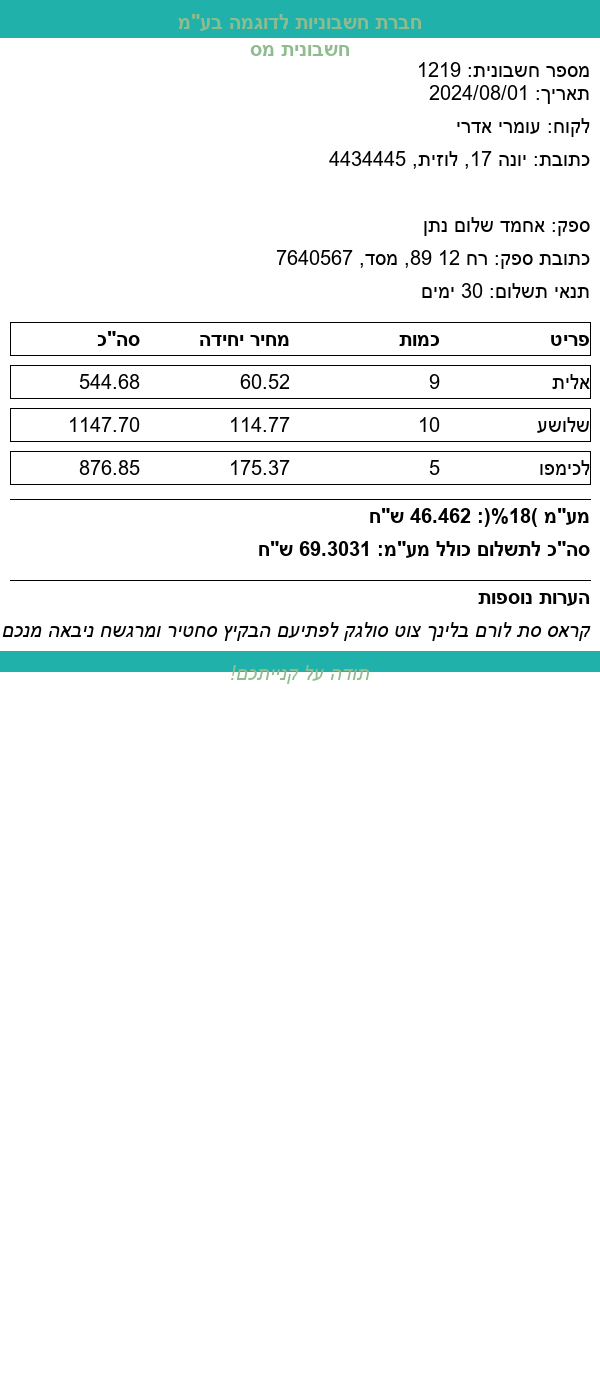 חברת חשבוניות לדוגמה בע"מ
חשבונית מס
מספר חשבונית: 1219
תאריך: 2024/08/01
לקוח: עומרי אדרי
כתובת: יונה 17, לוזית, 4434445
ספק: אחמד שלום נתן
כתובת ספק: רח 12 89, מסד, 7640567
תנאי תשלום: 30 ימים
פריט כמות מחיר יחידה סה"כ
אלית 9 60.52 544.68
שלושע 10 114.77 1147.70
לכימפו 5 175.37 876.85
מע"מ )18%(: 46.462 ש"ח
סה"כ לתשלום כולל מע"מ: 69.3031 ש"ח
הערות נוספות
קראס סת לורם בלינך צוט סולגק לפתיעם הבקיץ סחטיר ומרגשח ניבאה מנכם
תודה על קנייתכם!